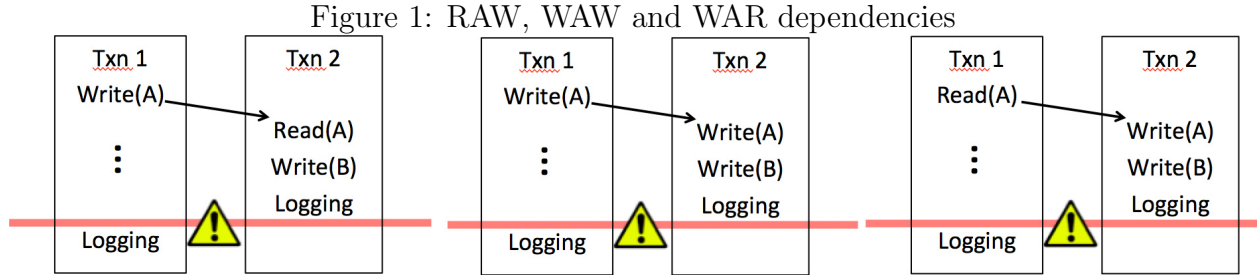 Figure 1: RAW, WAW and WAR dependencies
Txn 1
Write(A)
⋮
Logging
Txn 2
Read(A)
Write(B)
Logging
Txn 1
Write(A)
⋮
Logging
Txn 2
Write(A)
Write(B)
Logging
Txn 1
Read(A)
⋮
Logging
Txn 2
Write(A)
Write(B)
Logging